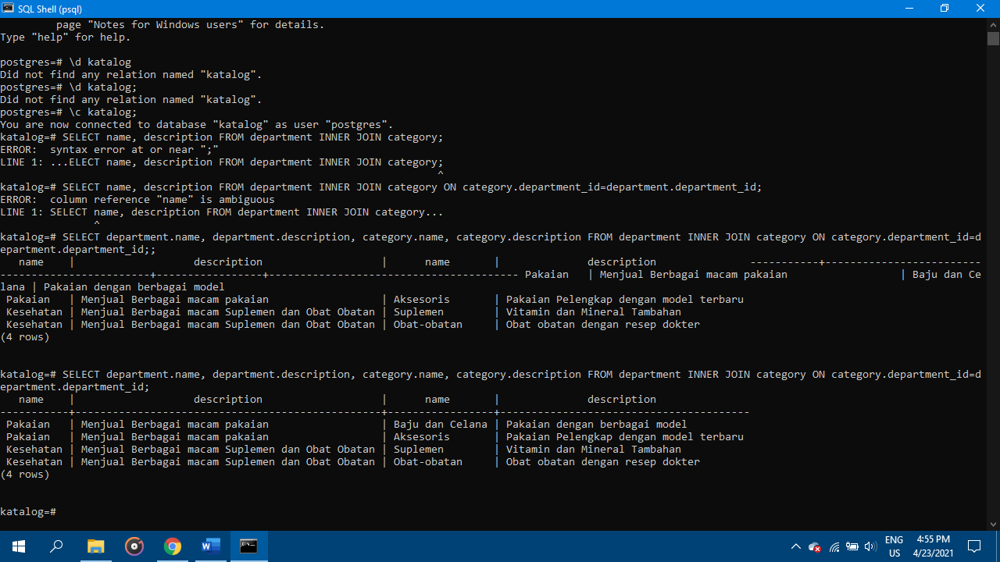 SQL Shell (psql)
         page "Notes for Windows users" for details.
Type "help" for help.

postgres=# \d katalog
Did not find any relation named "katalog".
postgres=# \d katalog;
Did not find any relation named "katalog".
postgres=# \c katalog;
You are now connected to database "katalog" as user "postgres".
katalog=# SELECT name, description FROM department INNER JOIN category;
ERROR:  syntax error at or near ";"
LINE 1: ...ELECT name, description FROM department INNER JOIN category;
                                                                      ^
katalog=# SELECT name, description FROM department INNER JOIN category ON category.department_id=department.department_id;
ERROR:  column reference "name" is ambiguous
LINE 1: SELECT name, description FROM department INNER JOIN category...
               ^
katalog=# SELECT department.name, department.description, category.name, category.description FROM department INNER JOIN category ON category.department_id=d
epartment.department_id;;
   name    |                   description                   |      name       |              description               -----------+-------------------------
------------------------+-----------------+---------------------------------------- Pakaian   | Menjual Berbagai macam pakaian                  | Baju dan Ce
lana | Pakaian dengan berbagai model
 Pakaian   | Menjual Berbagai macam pakaian                  | Aksesoris       | Pakaian Pelengkap dengan model terbaru
 Kesehatan | Menjual Berbagai macam Suplemen dan Obat Obatan | Suplemen        | Vitamin dan Mineral Tambahan
 Kesehatan | Menjual Berbagai macam Suplemen dan Obat Obatan | Obat-obatan     | Obat obatan dengan resep dokter
(4 rows)

katalog=# SELECT department.name, department.description, category.name, category.description FROM department INNER JOIN category ON category.department_id=d
epartment.department_id;
   name    |                   description                   |      name       |              description
-----------+-------------------------------------------------+-----------------+----------------------------------------
 Pakaian   | Menjual Berbagai macam pakaian                  | Baju dan Celana | Pakaian dengan berbagai model
 Pakaian   | Menjual Berbagai macam pakaian                  | Aksesoris       | Pakaian Pelengkap dengan model terbaru
 Kesehatan | Menjual Berbagai macam Suplemen dan Obat Obatan | Suplemen        | Vitamin dan Mineral Tambahan
 Kesehatan | Menjual Berbagai macam Suplemen dan Obat Obatan | Obat-obatan     | Obat obatan dengan resep dokter
(4 rows)

katalog=#
ENG
US
4:55 PM
4/23/2021